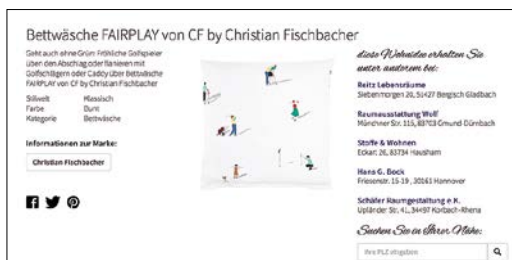 Bettwäsche FAIRPLAY von CF by Christian Fischbacher
Geht auch ohne Grün: Fröhliche Golfspieler
üben den Abschlag oder flanieren mit
Golfschlägern oder Caddy über Bettwäsche
FAIRPLAY von CF by Christian Fischbacher
Stilwelt Klassisch
Farbe Bunt
Kategorie Bettwäsche
Informationen zur Marke:
Christian Fischbacher
diese Wohnidee erhalten Sie
unter anderem bei:
Reitz Lebensräume
Siebenmorgen 20, 51427 Bergisch Gladbach
Raumausstattung Wolf
Münchner Str. 115, 83703 Gmund-Dürnbach
Stoffe & Wohnen
Eckart 26, 83734 Hausham
Hans G. Bock
Friesenstr. 15-19, 30161 Hannover
Schäfer Raumgestaltung e.K.
Upländer Str. 41, 34497 Korbach-Rhena
Suchen Sie in Ihrer Nähe:
Ihre PLZ eingeben